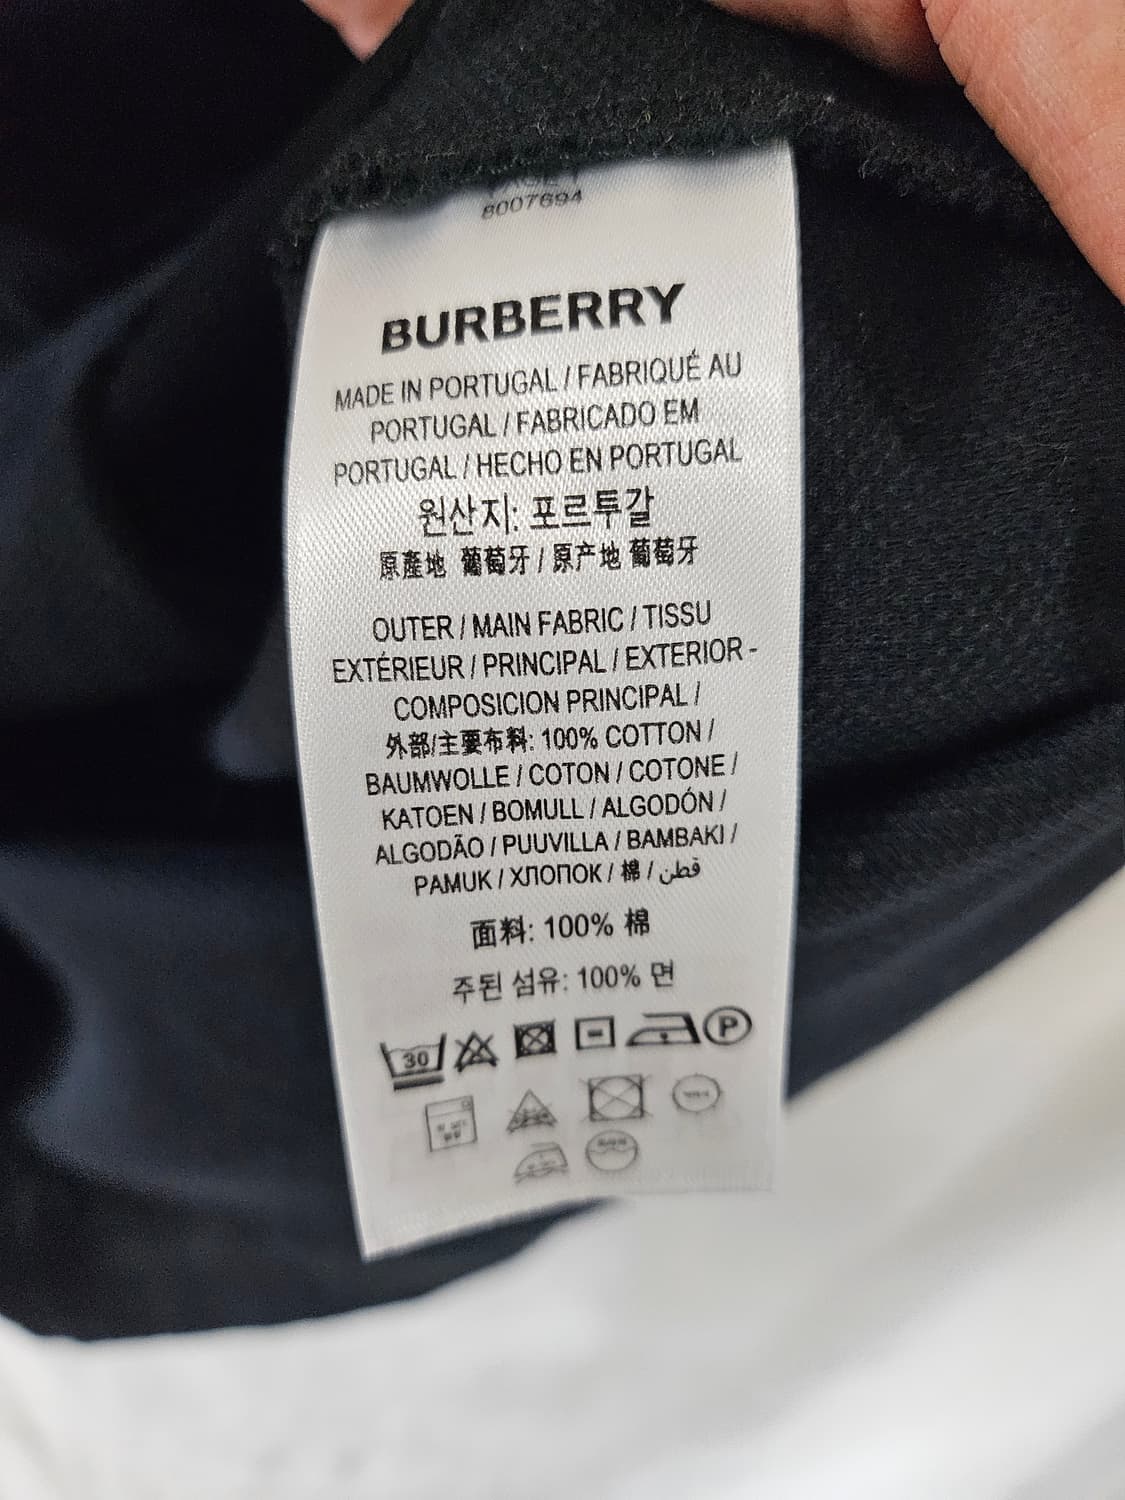 8007694
BURBERRY
MADE IN PORTUGAL / FABRIQUÉ AU
PORTUGAL / FABRICADO EM
PORTUGAL / HECHO EN PORTUGAL
원산지: 포르투갈
原產地 葡萄牙 / 原产地 葡萄牙
OUTER / MAIN FABRIC / TISSU
EXTÉRIEUR / PRINCIPAL / EXTERIOR -
COMPOSICION PRINCIPAL /
外部/主要布料: 100% COTTON /
BAUMWOLLE / COTON / COTONE /
KATOEN / BOMULL / ALGODÓN /
ALGODÃO / PUUVILLA / BAMBAKI /
PAMUK / ХЛОПОК / 棉 / قطن
面料: 100% 棉
주된 섬유: 100% 면
30 P